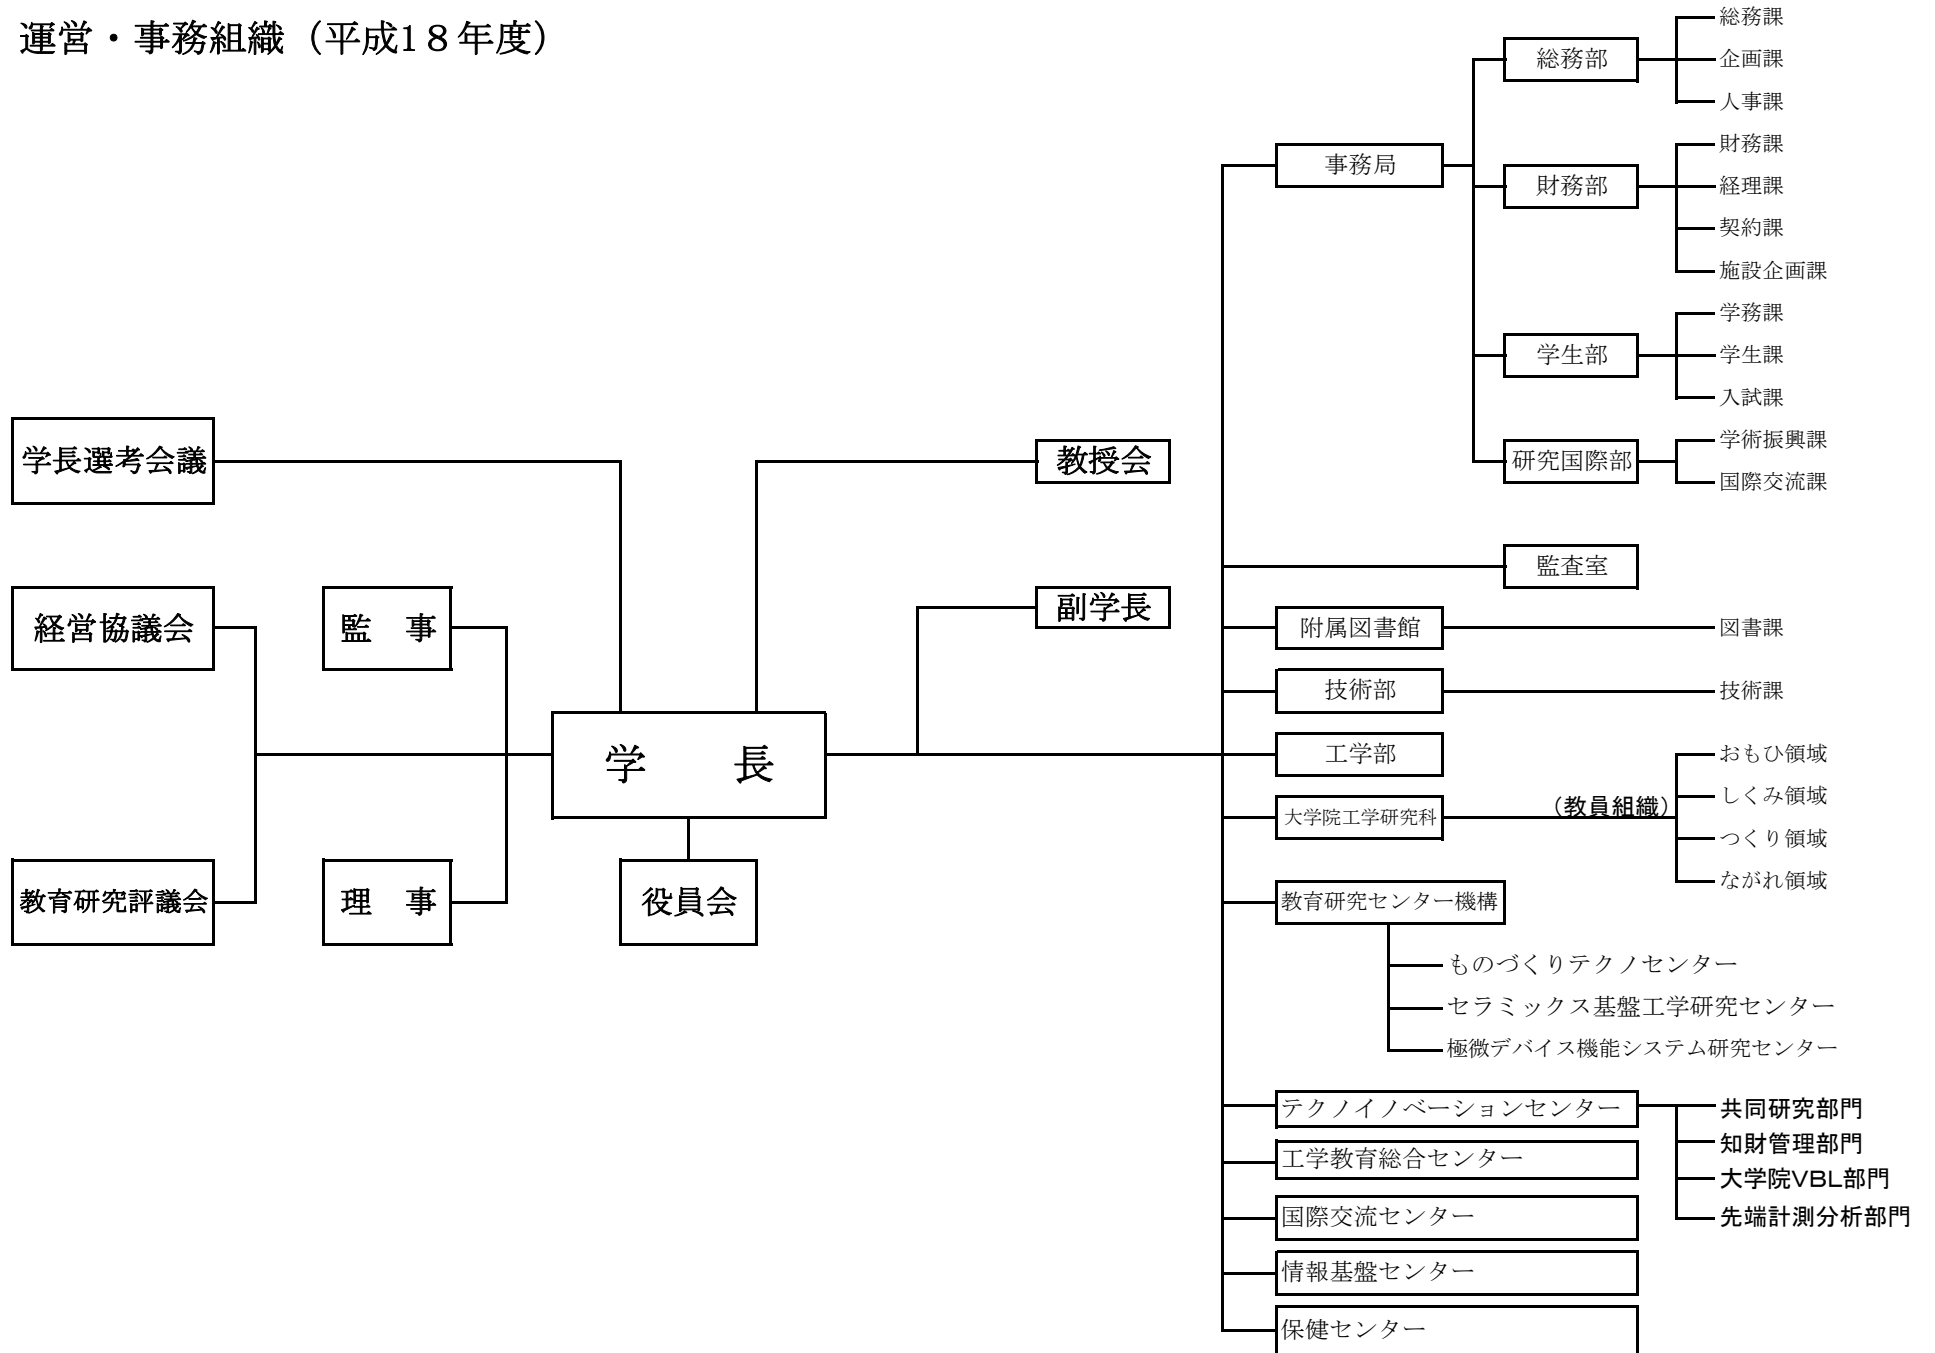 運営・事務組織（平成1８年度）
総務課
総務部
企画課
人事課
財務課
事務局
財務部
経理課
契約課
施設企画課
学務課
学生部
学生課
入試課
学術振興課
学長選考会議
教授会
研究国際部
国際交流課
監査室
経営協議会
監　事
副学長
附属図書館
図書課
技術部
技術課
学　長
工学部
おもひ領域
しくみ領域
大学院工学研究科
（教員組織）
つくり領域
ながれ領域
教育研究評議会
理　事
役員会
教育研究センター機構
ものづくりテクノセンター
セラミックス基盤工学研究センター
極微デバイス機能システム研究センター
テクノイノベーションセンター
共同研究部門
知財管理部門
工学教育総合センター
大学院VBL部門
国際交流センター
先端計測分析部門
情報基盤センター
保健センター